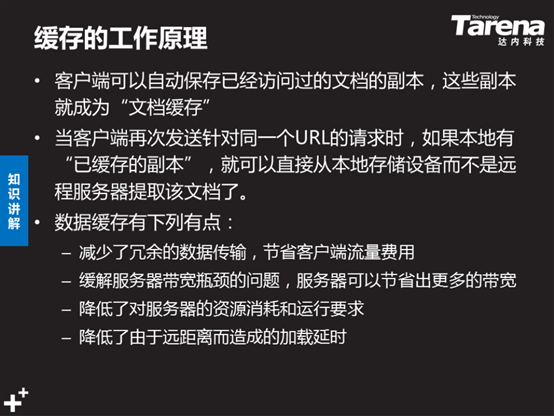 缓存的工作原理
Technology
Tarena
达内科技
• 客户端可以自动保存已经访问过的文档的副本，这些副本
就成为“文档缓存”
• 当客户端再次发送针对同一个URL的请求时，如果本地有
“已缓存的副本”，就可以直接从本地存储设备而不是远
程服务器提取该文档了。
• 数据缓存有下列有点：
– 减少了冗余的数据传输，节省客户端流量费用
– 缓解服务器带宽瓶颈的问题，服务器可以节省出更多的带宽
– 降低了对服务器的资源消耗和运行要求
– 降低了由于远距离而造成的加载延时
知识讲解